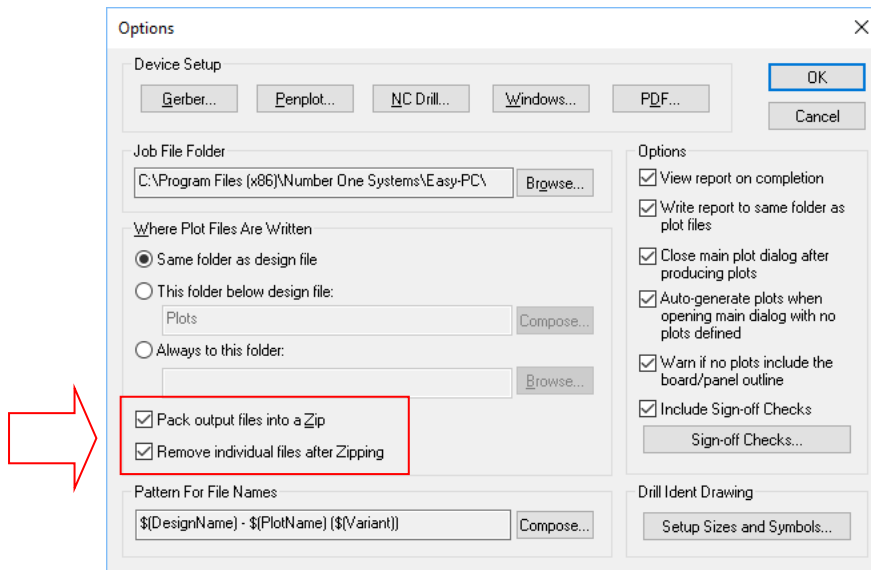 Options
Device Setup
Gerber...
Penplot...
NC Drill...
Windows...
PDF...
OK
Cancel
Job File Folder
C:\Program Files (x86)\Number One Systems\Easy-PC\
Browse...
Where Plot Files Are Written
Same folder as design file
This folder below design file:
Plots
Compose...
Always to this folder:
Browse...
Pack output files into a Zip
Remove individual files after Zipping
Pattern For File Names
$(DesignName) - $(PlotName) ($(Variant))
Compose...
Options
View report on completion
Write report to same folder as
plot files
Close main plot dialog after
producing plots
Auto-generate plots when
opening main dialog with no
plots defined
Warn if no plots include the
board/panel outline
Include Sign-off Checks
Sign-off Checks...
Drill Ident Drawing
Setup Sizes and Symbols...